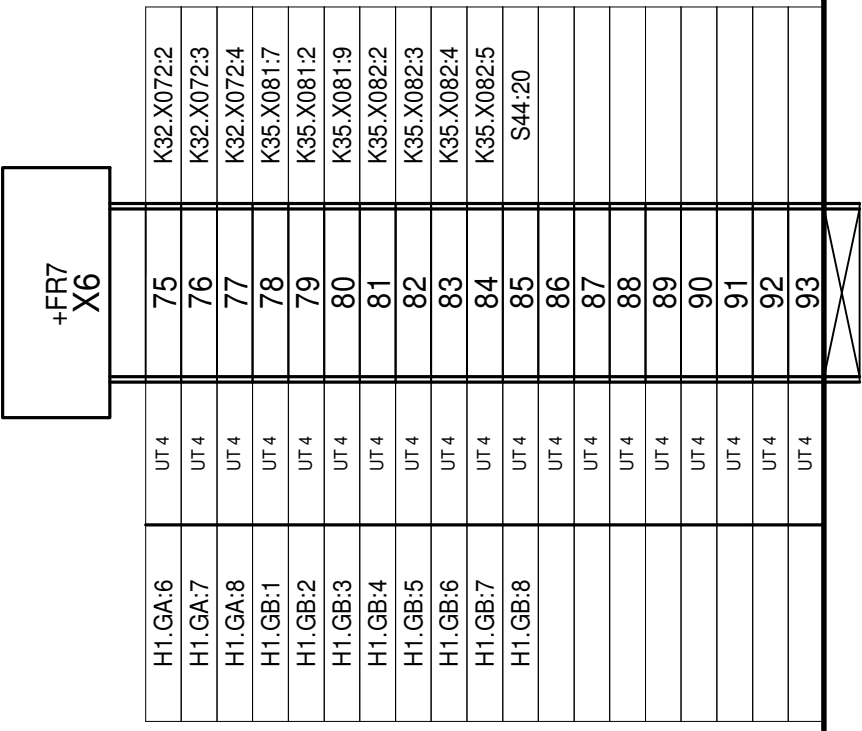 +FR7
X6
K32.X072:2 75 UT 4 H1.GA:6
K32.X072:3 76 UT 4 H1.GA:7
K32.X072:4 77 UT 4 H1.GA:8
K35.X081:7 78 UT 4 H1.GB:1
K35.X081:2 79 UT 4 H1.GB:2
K35.X081:9 80 UT 4 H1.GB:3
K35.X082:2 81 UT 4 H1.GB:4
K35.X082:3 82 UT 4 H1.GB:5
K35.X082:4 83 UT 4 H1.GB:6
K35.X082:5 84 UT 4 H1.GB:7
S44:20 85 UT 4 H1.GB:8
86 UT 4
87 UT 4
88 UT 4
89 UT 4
90 UT 4
91 UT 4
92 UT 4
93 UT 4